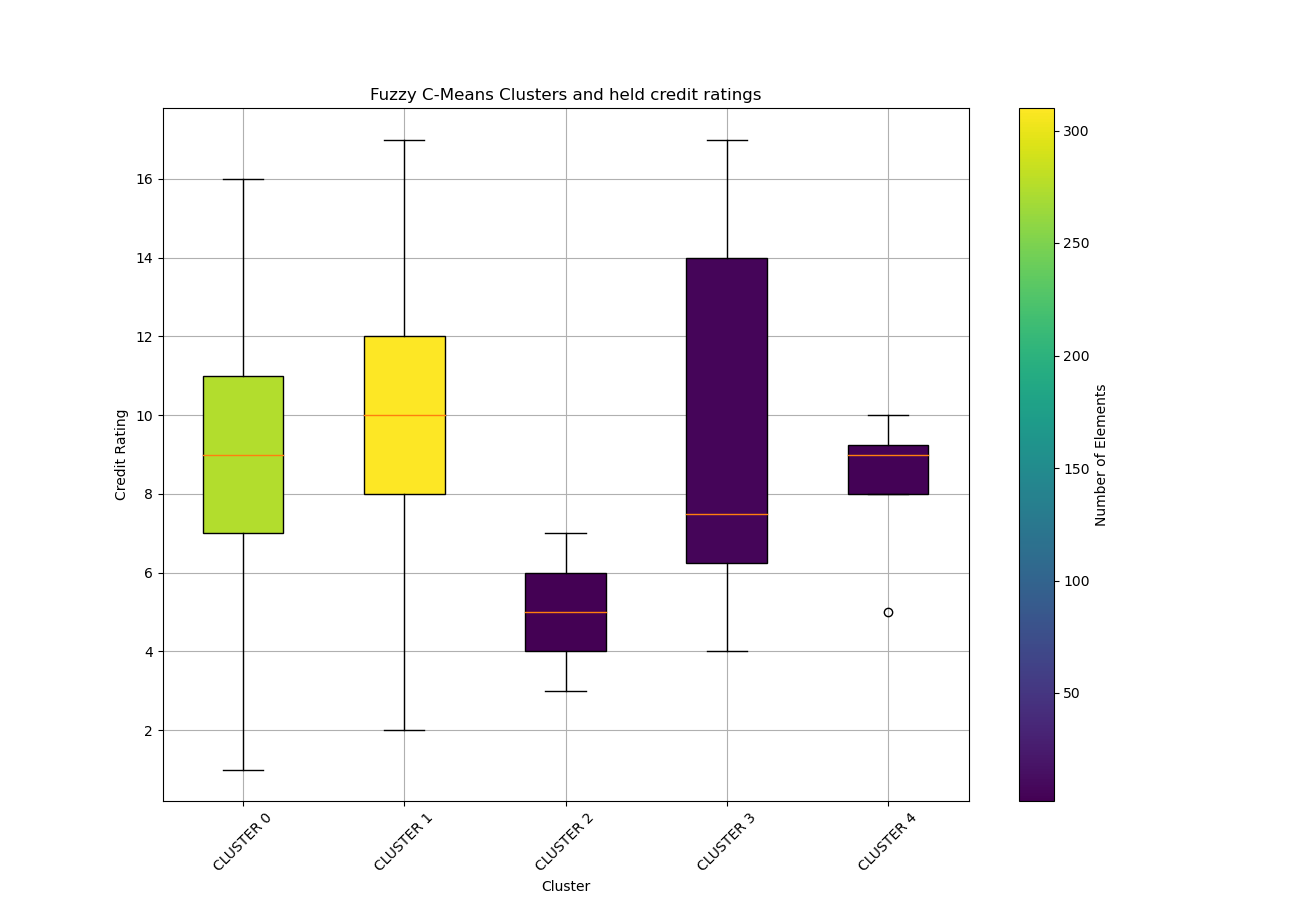 Fuzzy C-Means Clusters and held credit ratings
16
14
12
10
8
6
4
2
Credit Rating
CLUSTER 0
CLUSTER 1
CLUSTER 2
CLUSTER 3
CLUSTER 4
Cluster
300
250
200
150
100
50
Number of Elements